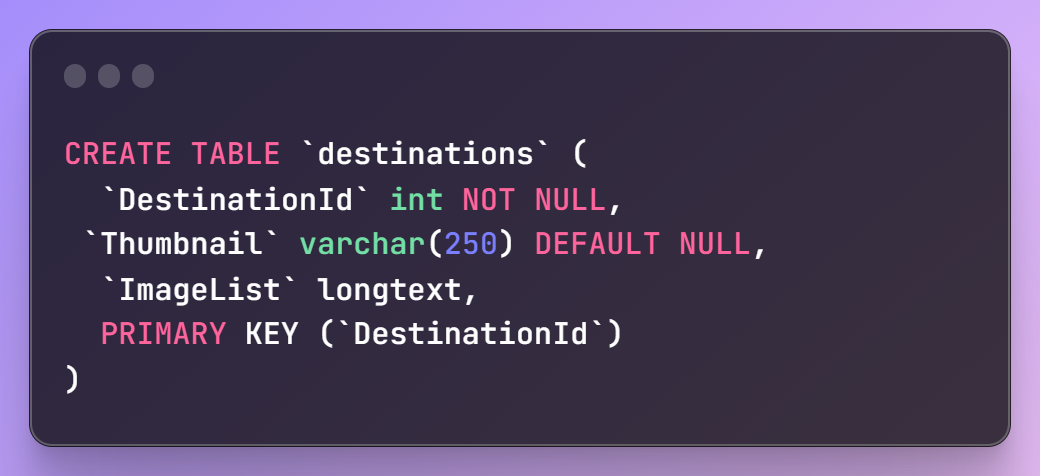 CREATE TABLE `destinations` (
  `DestinationId` int NOT NULL,
 `Thumbnail` varchar(250) DEFAULT NULL,
  `ImageList` longtext,
  PRIMARY KEY (`DestinationId`)
)